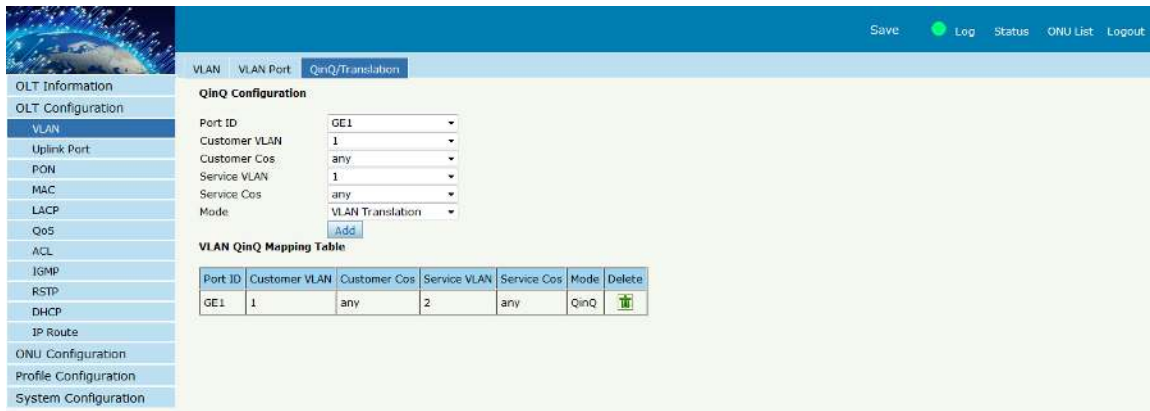 Save Log Status ONU List Logout
VLAN VLAN Port QinQ/Translation
OLT Information
OLT Configuration
VLAN
Uplink Port
PON
MAC
LACP
QoS
ACL
IGMP
RSTP
DHCP
IP Route
ONU Configuration
Profile Configuration
System Configuration
QinQ Configuration
Port ID GE1
Customer VLAN 1
Customer Cos any
Service VLAN 1
Service Cos any
Mode VLAN Translation
Add
VLAN QinQ Mapping Table
Port ID Customer VLAN Customer Cos Service VLAN Service Cos Mode Delete
GE1 1 any 2 any QinQ